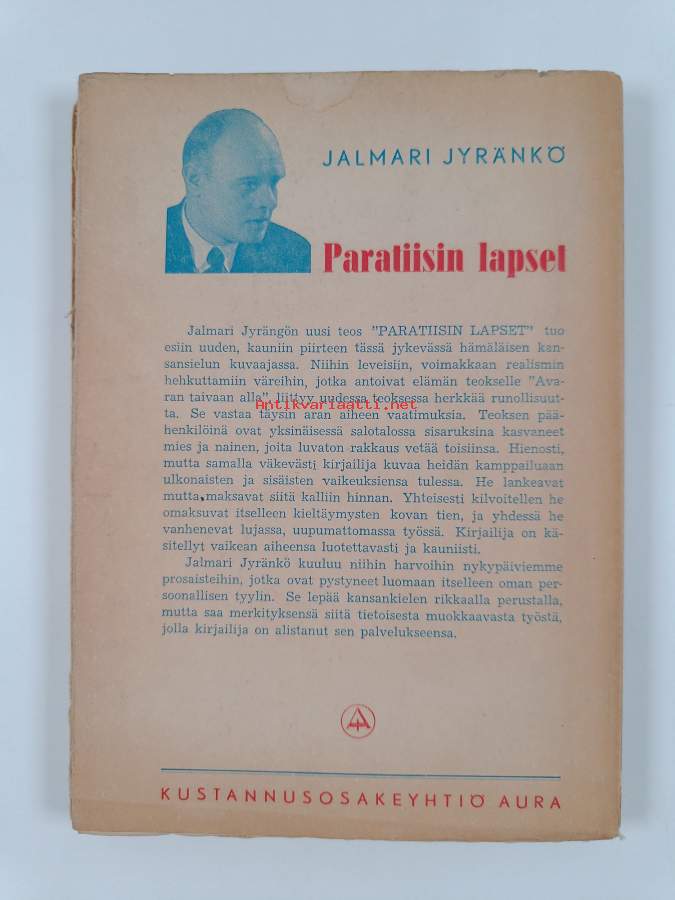 JALMARI JYRÄNKÖ
Paratiisin lapset
Jalmari Jyrängön uusi teos "PARATIISIN LAPSET" tuo
esiin uuden, kauniin piirteen tässä jykevässä hämäläisen kan-
sansielun kuvaajassa. Niihin leveisiin, voimakkaan realismin
hehkuttamiin väreihin, jotka antoivat elämän teokselle "Ava-
ran taivaan alla", liittyy uudessa teoksessa herkkää runollisuut-
Antikvariaatti.net
ta. Se vastaa täysin aran aiheen vaatimuksia. Teoksen pää-
henkilöinä ovat yksinäisessä salotalossa sisaruksina kasvaneet
mies ja nainen, joita luvaton rakkaus vetää toisiinsa. Hienosti,
mutta samalla väkevästi kirjailija kuvaa heidän kamppailuaan
ulkonaisten ja sisäisten vaikeuksiensa tulessa. He lankeavat
mutta maksavat siitä kalliin hinnan. Yhteisesti kilvoitellen he
omaksuvat itselleen kieltäymysten kovan tien, ja yhdessä he
vanhenevat lujassa, uupumattomassa työssä. Kirjailija on kä-
sitellyt vaikean aiheensa luotettavasti ja kauniisti.
Jalmari Jyränkö kuuluu niihin harvoihin nykypäiviemme
prosaisteihin, jotka ovat pystyneet luomaan itselleen oman per-
soonallisen tyylin. Se lepää kansankielen rikkaalla perustalla,
mutta saa merkityksensä siitä tietoisesta muokkaavasta työstä,
jolla kirjailija on alistanut sen palvelukseensa.
KUSTANNUSOSAKEYHTIÖ AURA